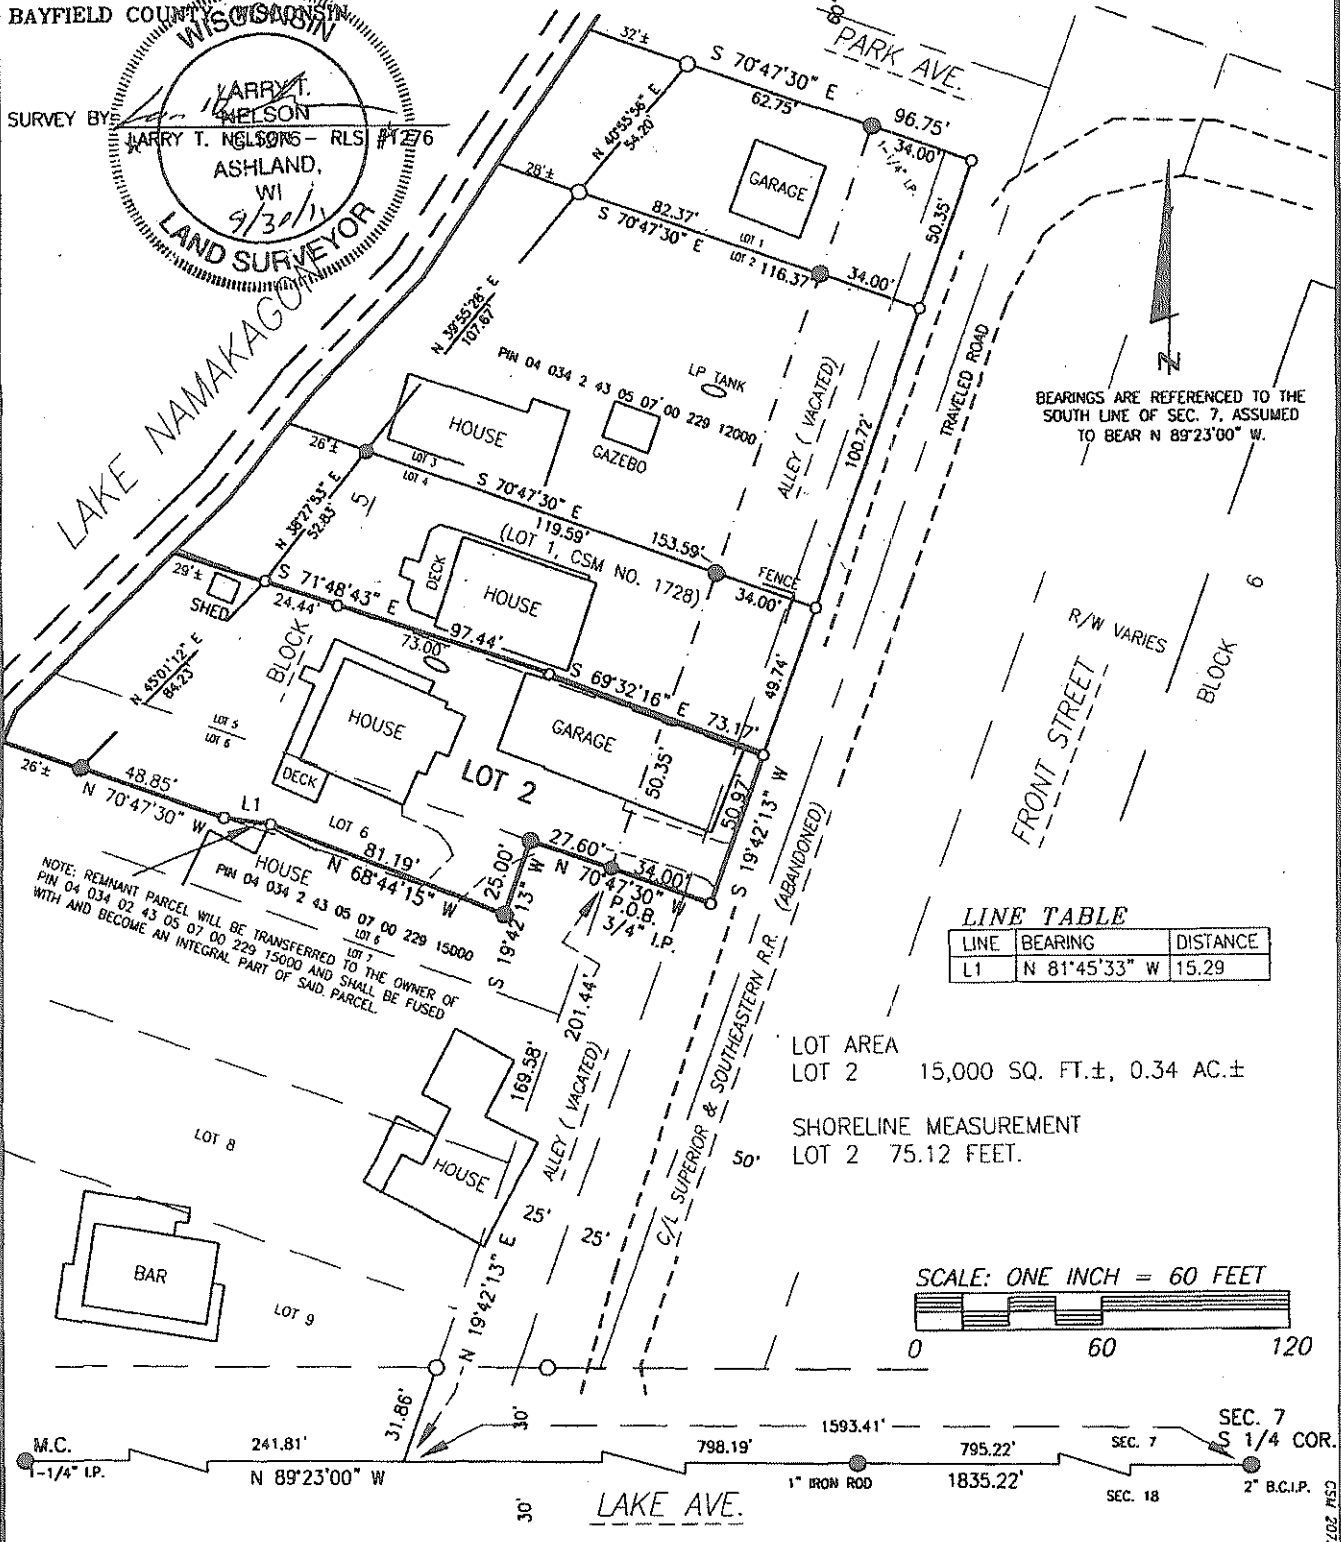 BAYFIELD COUNTY, WISCONSIN
WISCONSIN
LARRY T.
NELSON
ASHLAND,
WI
9/30/11
LAND SURVEYOR
SURVEY BY
LARRY T. NELSON - RLS #1276
LAKE NAMAKAGON
PARK AVE.
60'
32'±
S 70°47'30" E
62.75'
96.75'
34.00'
1-1/4" I.P.
N 40°55'56" E
54.20'
GARAGE
50.35'
28'±
82.37'
S 70°47'30" E
LOT 1
LOT 2
116.37'
34.00'
N 39°55'28" E
107.67'
PIN 04 034 2 43 05 07 00 229 12000
LP TANK
ALLEY ( VACATED)
TRAVELED ROAD
100.72'
N
BEARINGS ARE REFERENCED TO THE
SOUTH LINE OF SEC. 7, ASSUMED
TO BEAR N 89°23'00" W.
HOUSE
GAZEBO
26'±
LOT 3
LOT 4
S 70°47'30" E
119.59'
153.59'
(LOT 1, CSM NO. 1728)
FENCE
34.00'
N 38°27'53" E
52.83'
5
DECK
HOUSE
29'±
SHED
S 71°48'43" E
24.44'
97.44'
73.00'
BLOCK
S 69°32'16" E
73.17'
49.74'
R/W VARIES
BLOCK
6
FRONT STREET
N 45°01'12" E
84.23'
LOT 5
LOT 6
HOUSE
DECK
GARAGE
LOT 2
50.35'
50.97'
S 19°42'13" W
26'±
48.85'
N 70°47'30" W
L1
LOT 6
81.19'
N 68°44'15" W
HOUSE
PIN 04 034 2 43 05 07 00 229 15000
LOT 6
LOT 7
25.00'
S 19°42'13" W
27.60'
34.00'
N 70°47'30" W
P.O.B.
3/4" I.P.
NOTE: REMNANT PARCEL WILL BE TRANSFERRED TO THE OWNER OF
PIN 04 034 02 43 05 07 00 229 15000 AND SHALL BE FUSED
WITH AND BECOME AN INTEGRAL PART OF SAID PARCEL.
LINE TABLE
LINE BEARING DISTANCE
L1 N 81°45'33" W 15.29
201.44'
169.58'
ALLEY ( VACATED)
C/L SUPERIOR & SOUTHEASTERN R.R. (ABANDONED)
LOT AREA
LOT 2 15,000 SQ. FT.±, 0.34 AC.±
SHORELINE MEASUREMENT
LOT 2 75.12 FEET.
50'
LOT 8
HOUSE
25'
25'
N 19°42'13" E
BAR
LOT 9
SCALE: ONE INCH = 60 FEET
0 60 120
31.86'
30'
1593.41'
SEC. 7
S 1/4 COR.
M.C.
241.81'
798.19'
795.22'
SEC. 7
1-1/4" I.P.
N 89°23'00" W
1" IRON ROD
1835.22'
SEC. 18
2" B.C.I.P.
30'
LAKE AVE.